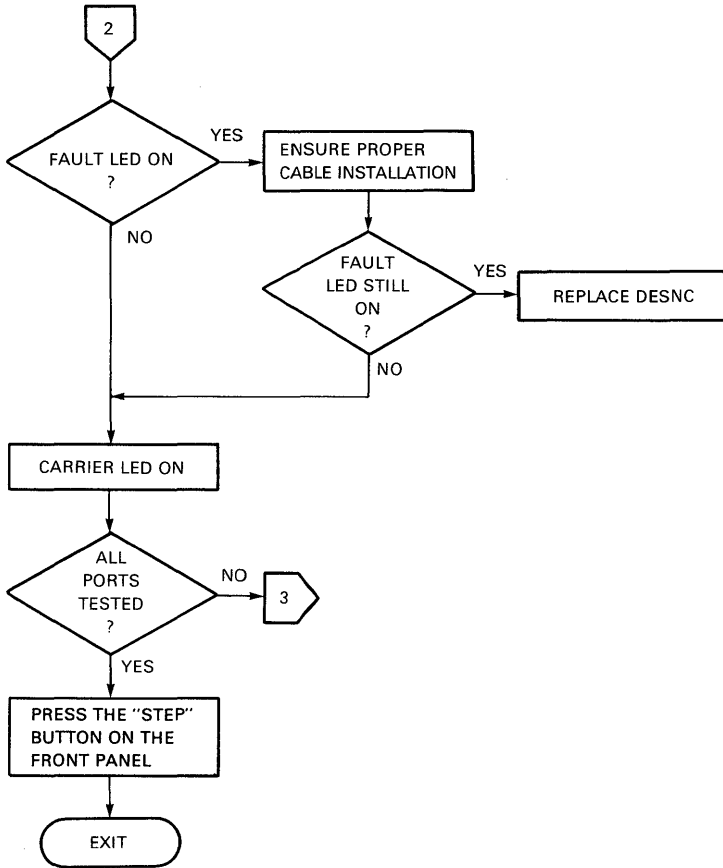 2
FAULT LED ON
?
YES
NO
ENSURE PROPER
CABLE INSTALLATION
FAULT
LED STILL
ON
?
YES
NO
REPLACE DESNC
CARRIER LED ON
ALL
PORTS
TESTED
?
NO
3
YES
PRESS THE "STEP"
BUTTON ON THE
FRONT PANEL
EXIT